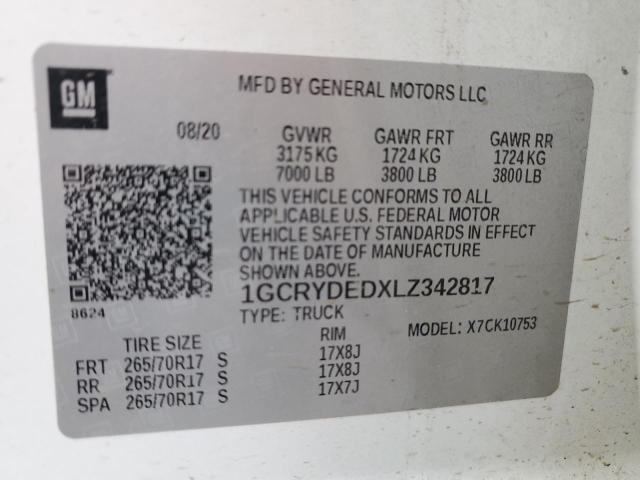 GM
MFD BY GENERAL MOTORS LLC
08/20 GVWR GAWR FRT GAWR RR
3175 KG 1724 KG 1724 KG
7000 LB 3800 LB 3800 LB
THIS VEHICLE CONFORMS TO ALL
APPLICABLE U.S. FEDERAL MOTOR
VEHICLE SAFETY STANDARDS IN EFFECT
ON THE DATE OF MANUFACTURE
SHOWN ABOVE.
1GCRYDEDXLZ342817
8624
TYPE: TRUCK MODEL: X7CK10753
TIRE SIZE RIM
FRT 265/70R17 S 17X8J
RR 265/70R17 S 17X8J
SPA 265/70R17 S 17X7J